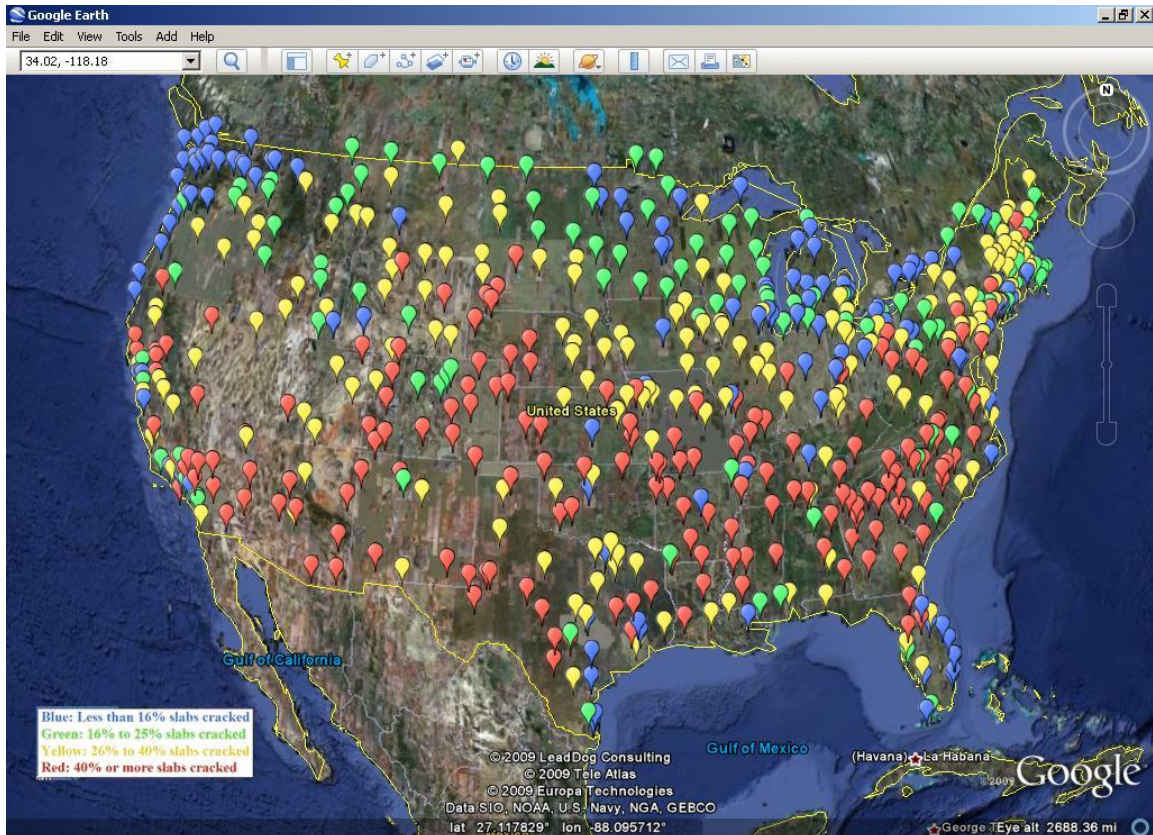 Google Earth
File Edit View Tools Add Help
34.02, -118.18
N
United States
Gulf of California
Gulf of Mexico
(Havana) La Habana
Blue: Less than 16% slabs cracked
Green: 16% to 25% slabs cracked
Yellow: 26% to 40% slabs cracked
Red: 40% or more slabs cracked
© 2009 LeadDog Consulting
© 2009 Tele Atlas
© 2009 Europa Technologies
Data SIO, NOAA, U.S. Navy, NGA, GEBCO
©2009 Google
lat 27.117829° lon -88.095712°
George T
Eye alt 2688.36 mi